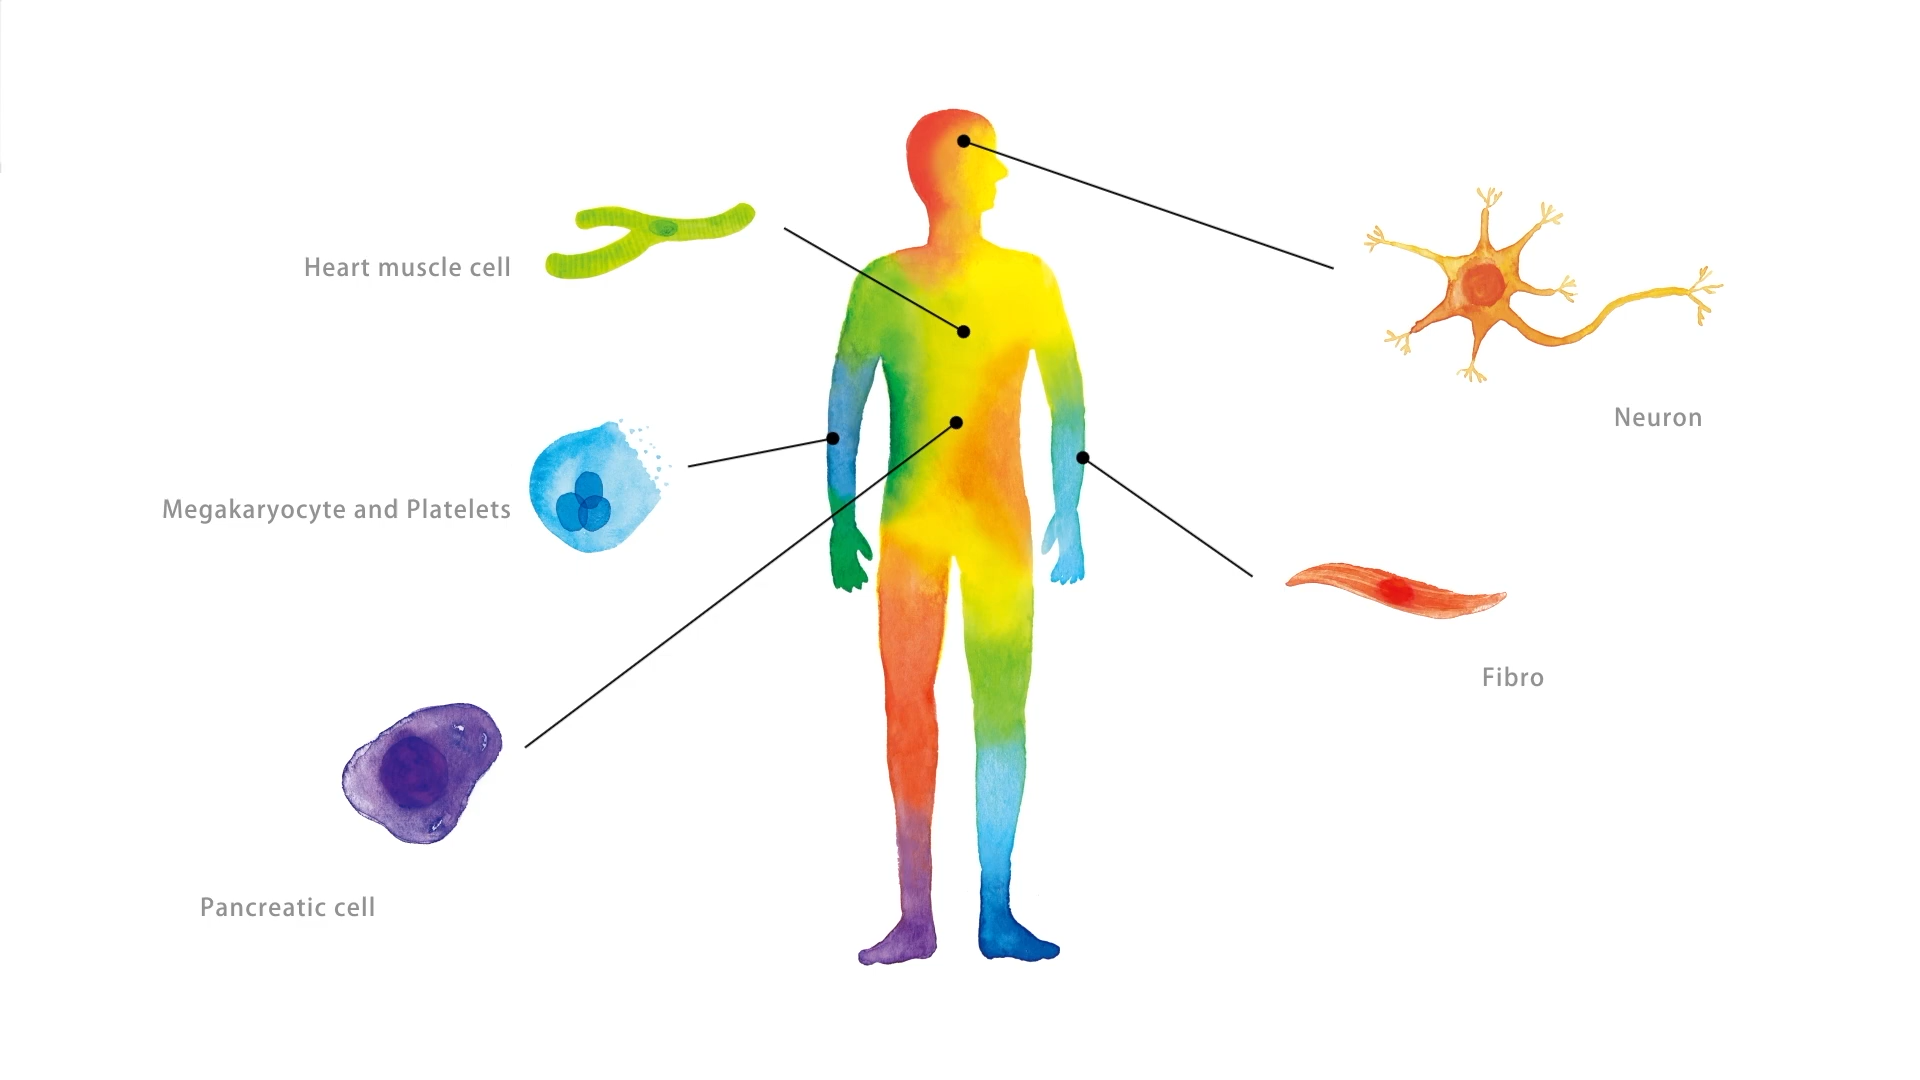 Heart muscle cell
Neuron
Megakaryocyte and Platelets
Fibro
Pancreatic cell